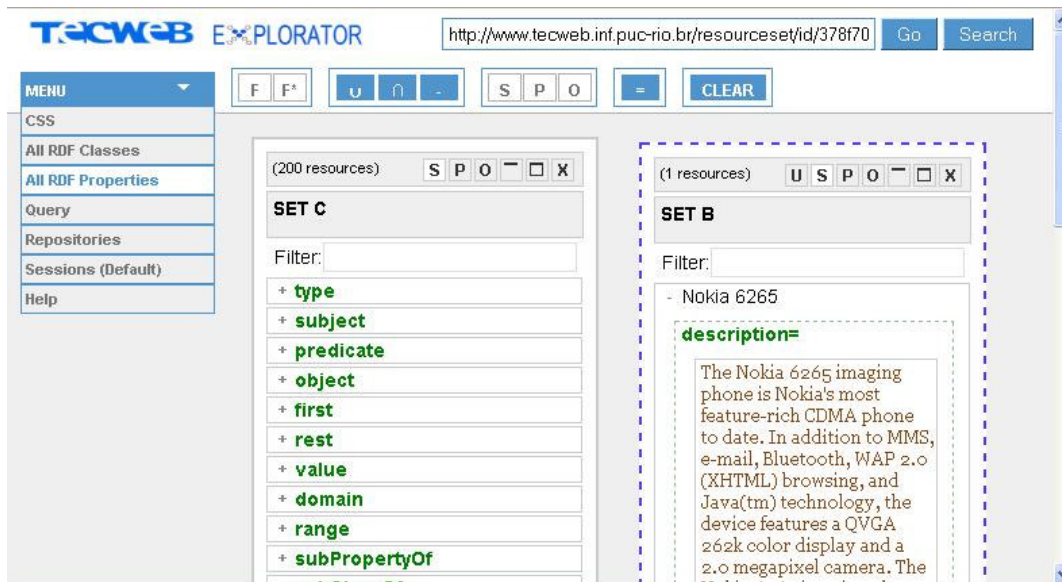 TECWEB EXPLORATOR
http://www.tecweb.inf.puc-rio.br/resourceset/id/378f70 Go Search
MENU
F F* ∪ ∩ - S P O = CLEAR
CSS
All RDF Classes
All RDF Properties
Query
Repositories
Sessions (Default)
Help
(200 resources) S P O X
SET C
Filter:
+ type
+ subject
+ predicate
+ object
+ first
+ rest
+ value
+ domain
+ range
+ subPropertyOf
(1 resources) U S P O X
SET B
Filter:
- Nokia 6265
description=
The Nokia 6265 imaging
phone is Nokia's most
feature-rich CDMA phone
to date. In addition to MMS,
e-mail, Bluetooth, WAP 2.0
(XHTML) browsing, and
Java(tm) technology, the
device features a QVGA
262k color display and a
2.0 megapixel camera. The